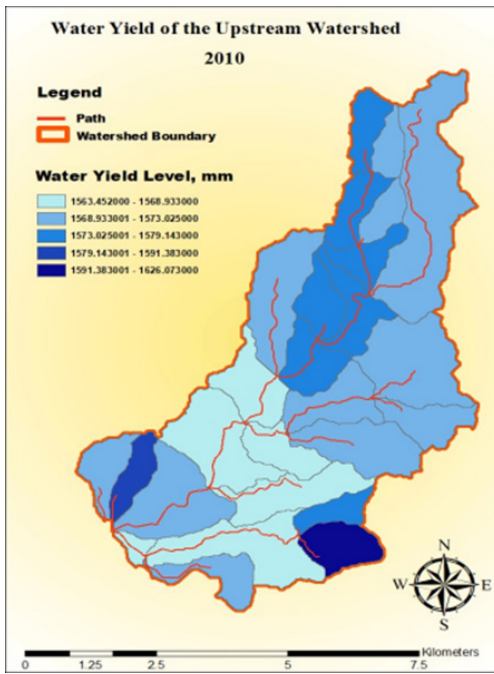 Water Yield of the Upstream Watershed
2010
Legend
Path
Watershed Boundary
Water Yield Level, mm
1563.452000 - 1568.933000
1568.933001 - 1573.025000
1573.025001 - 1579.143000
1579.143001 - 1591.383000
1591.383001 - 1626.073000
N
W E
S
Kilometers
0 1.25 2.5 5 7.5